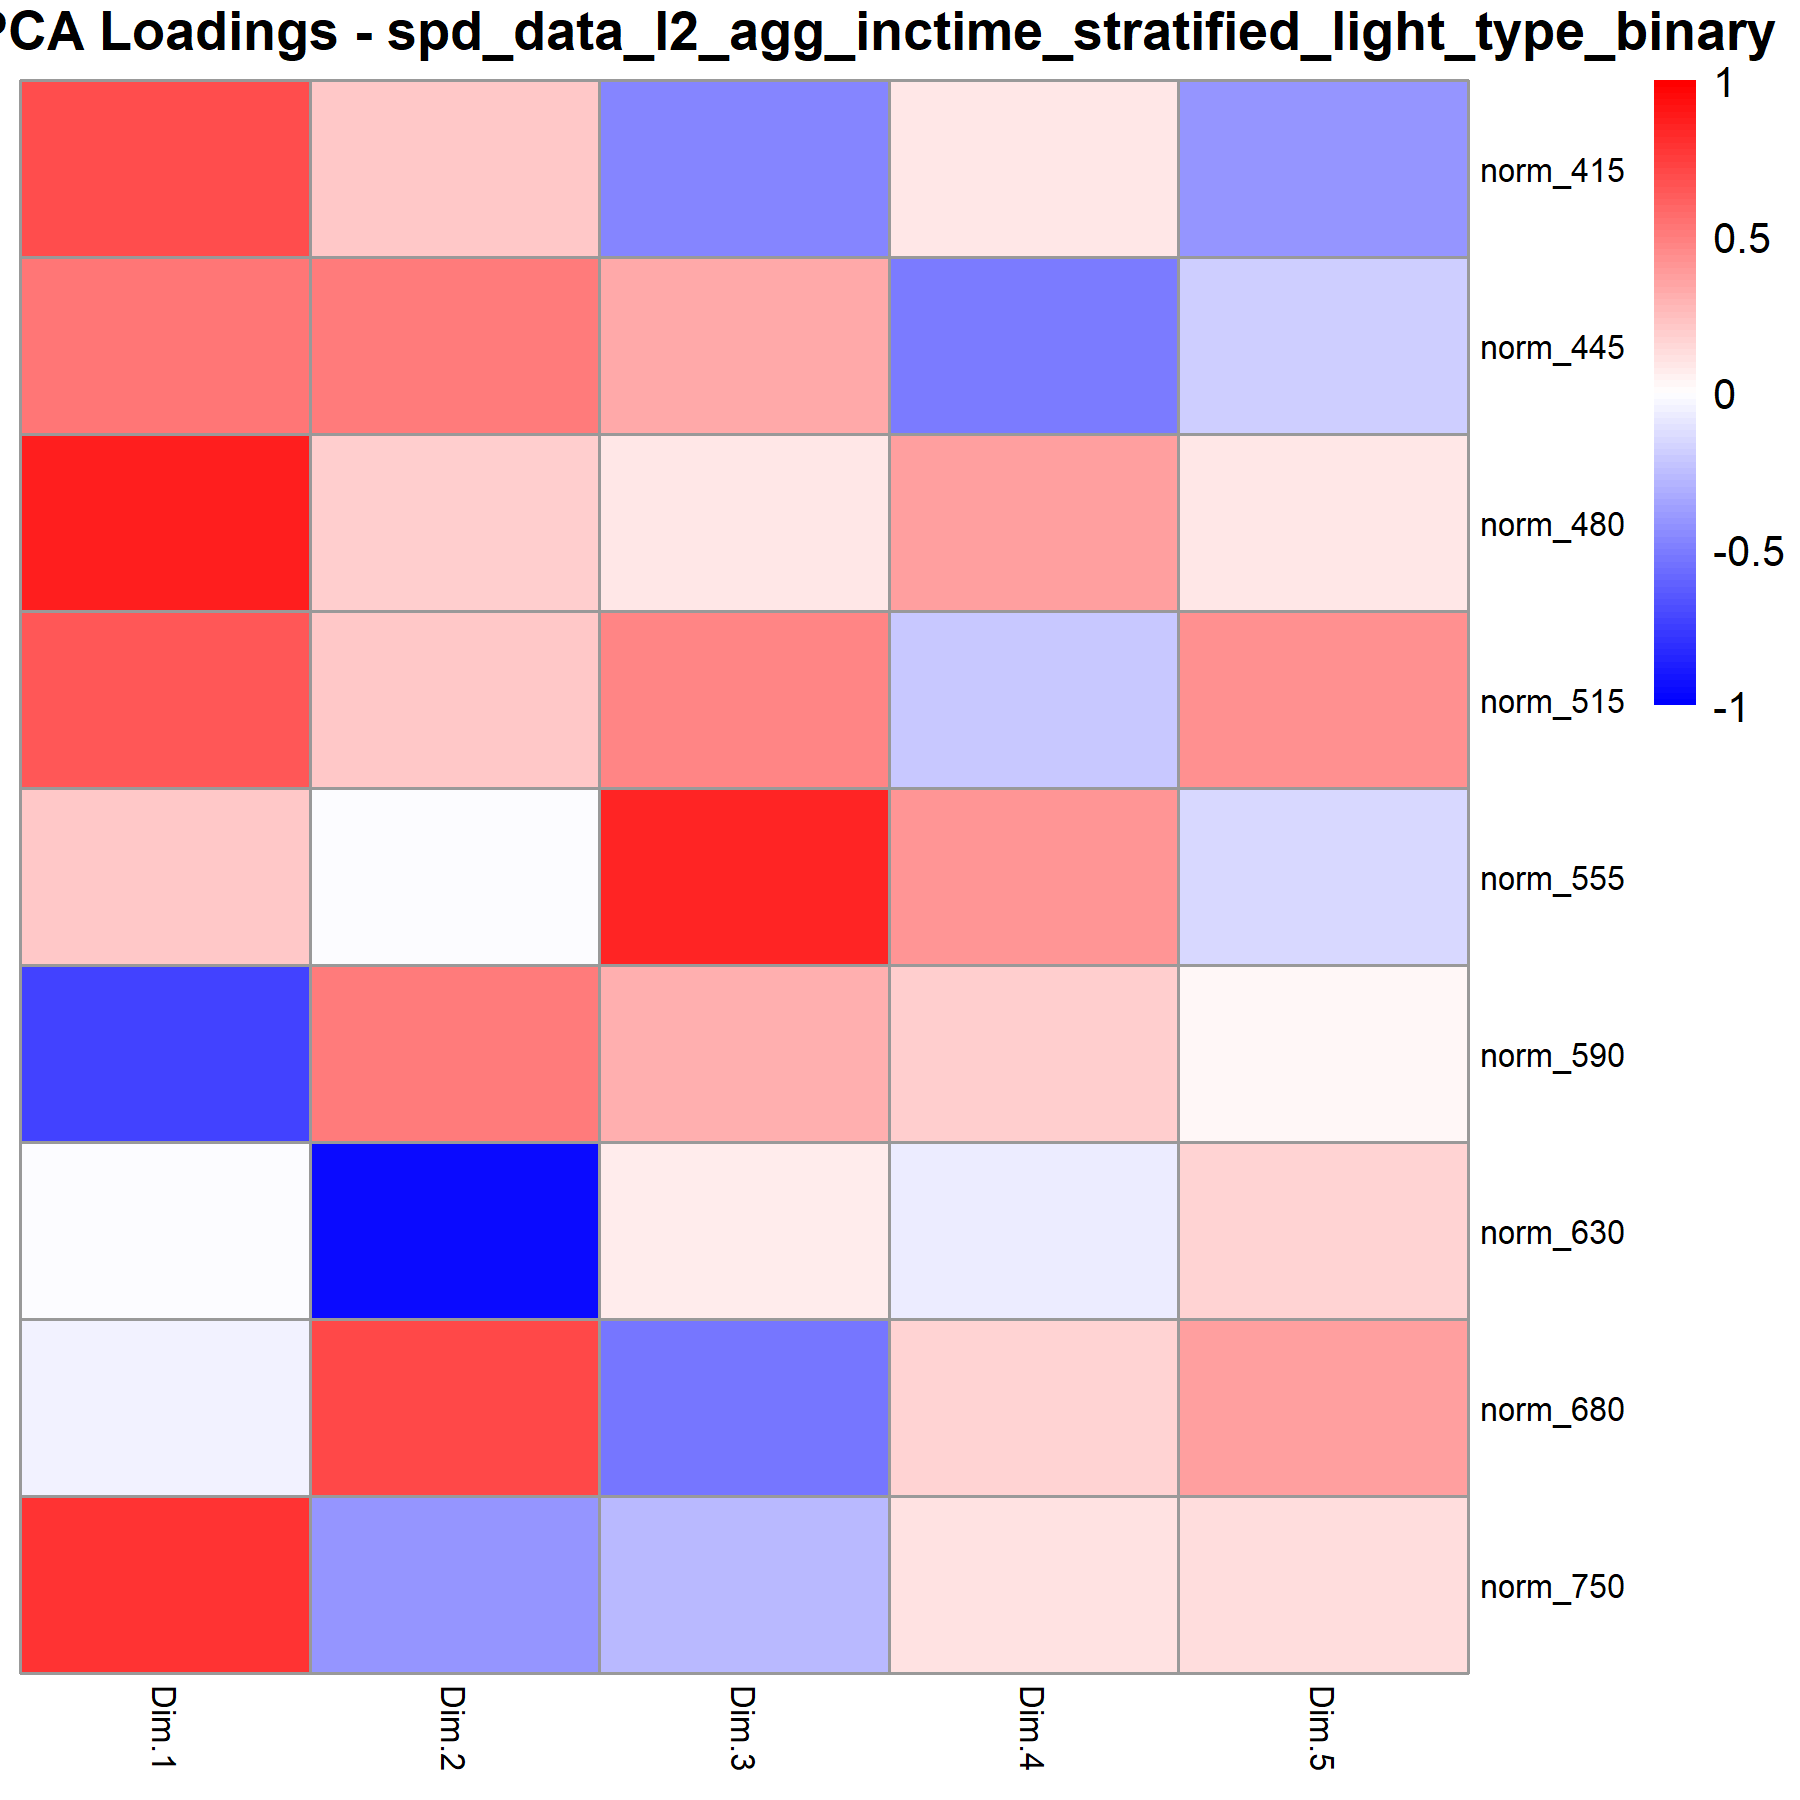 PCA Loadings - spd_data_l2_agg_inctime_stratified_light_type_binary
1
0.5
0
-0.5
-1
norm_415
norm_445
norm_480
norm_515
norm_555
norm_590
norm_630
norm_680
norm_750
Dim.1
Dim.2
Dim.3
Dim.4
Dim.5